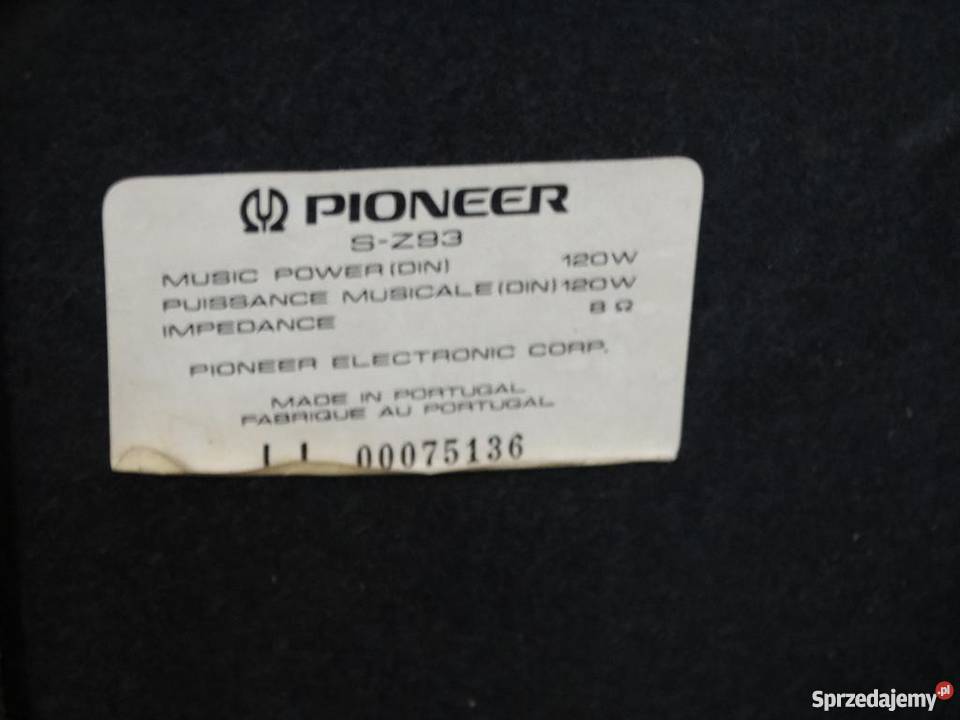 PIONEER
S-Z93
MUSIC POWER (DIN) 120W
PUISSANCE MUSICALE (DIN) 120W
IMPEDANCE 8 Ω
PIONEER ELECTRONIC CORP.
MADE IN PORTUGAL
FABRIQUE AU PORTUGAL
00075136
Sprzedajemy.pl